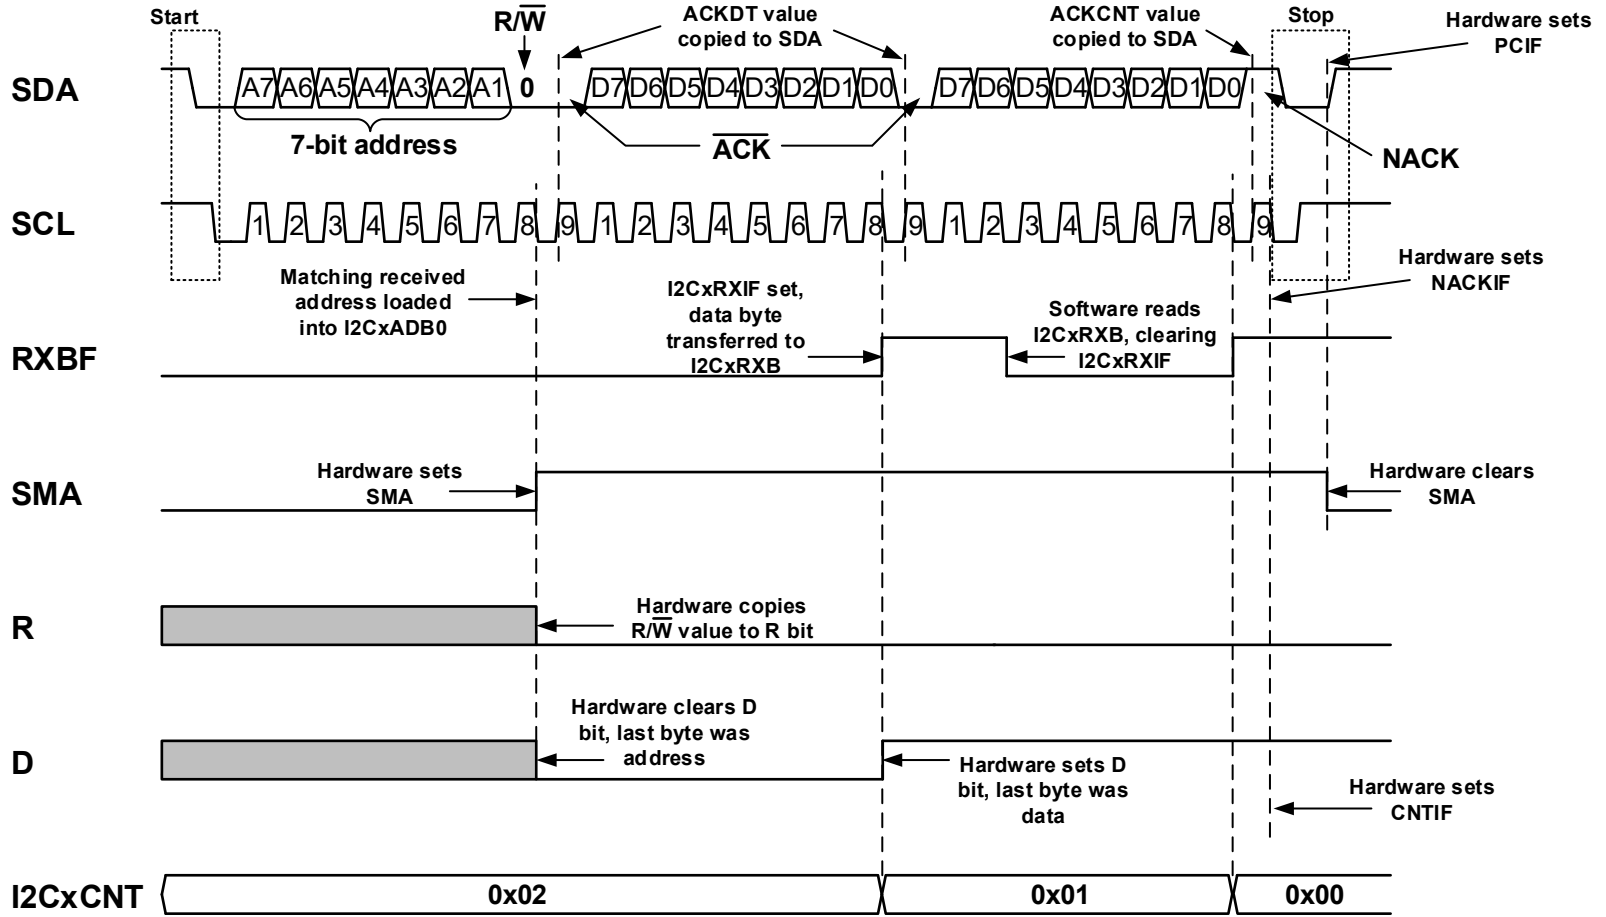 Start
R/W
ACKDT value
copied to SDA
ACKCNT value
copied to SDA
Stop
Hardware sets
PCIF
SDA
A7 A6 A5 A4 A3 A2 A1 0 D7 D6 D5 D4 D3 D2 D1 D0 D7 D6 D5 D4 D3 D2 D1 D0
7-bit address
ACK
NACK
SCL
1 2 3 4 5 6 7 8 9 1 2 3 4 5 6 7 8 9 1 2 3 4 5 6 7 8 9
Matching received
address loaded
into I2CxADB0
I2CxRXIF set,
data byte
transferred to
I2CxRXB
Software reads
I2CxRXB, clearing
I2CxRXIF
Hardware sets
NACKIF
RXBF
SMA
Hardware sets
SMA
Hardware clears
SMA
R
Hardware copies
R/W value to R bit
D
Hardware clears D
bit, last byte was
address
Hardware sets D
bit, last byte was
data
Hardware sets
CNTIF
I2CxCNT
0x02
0x01
0x00